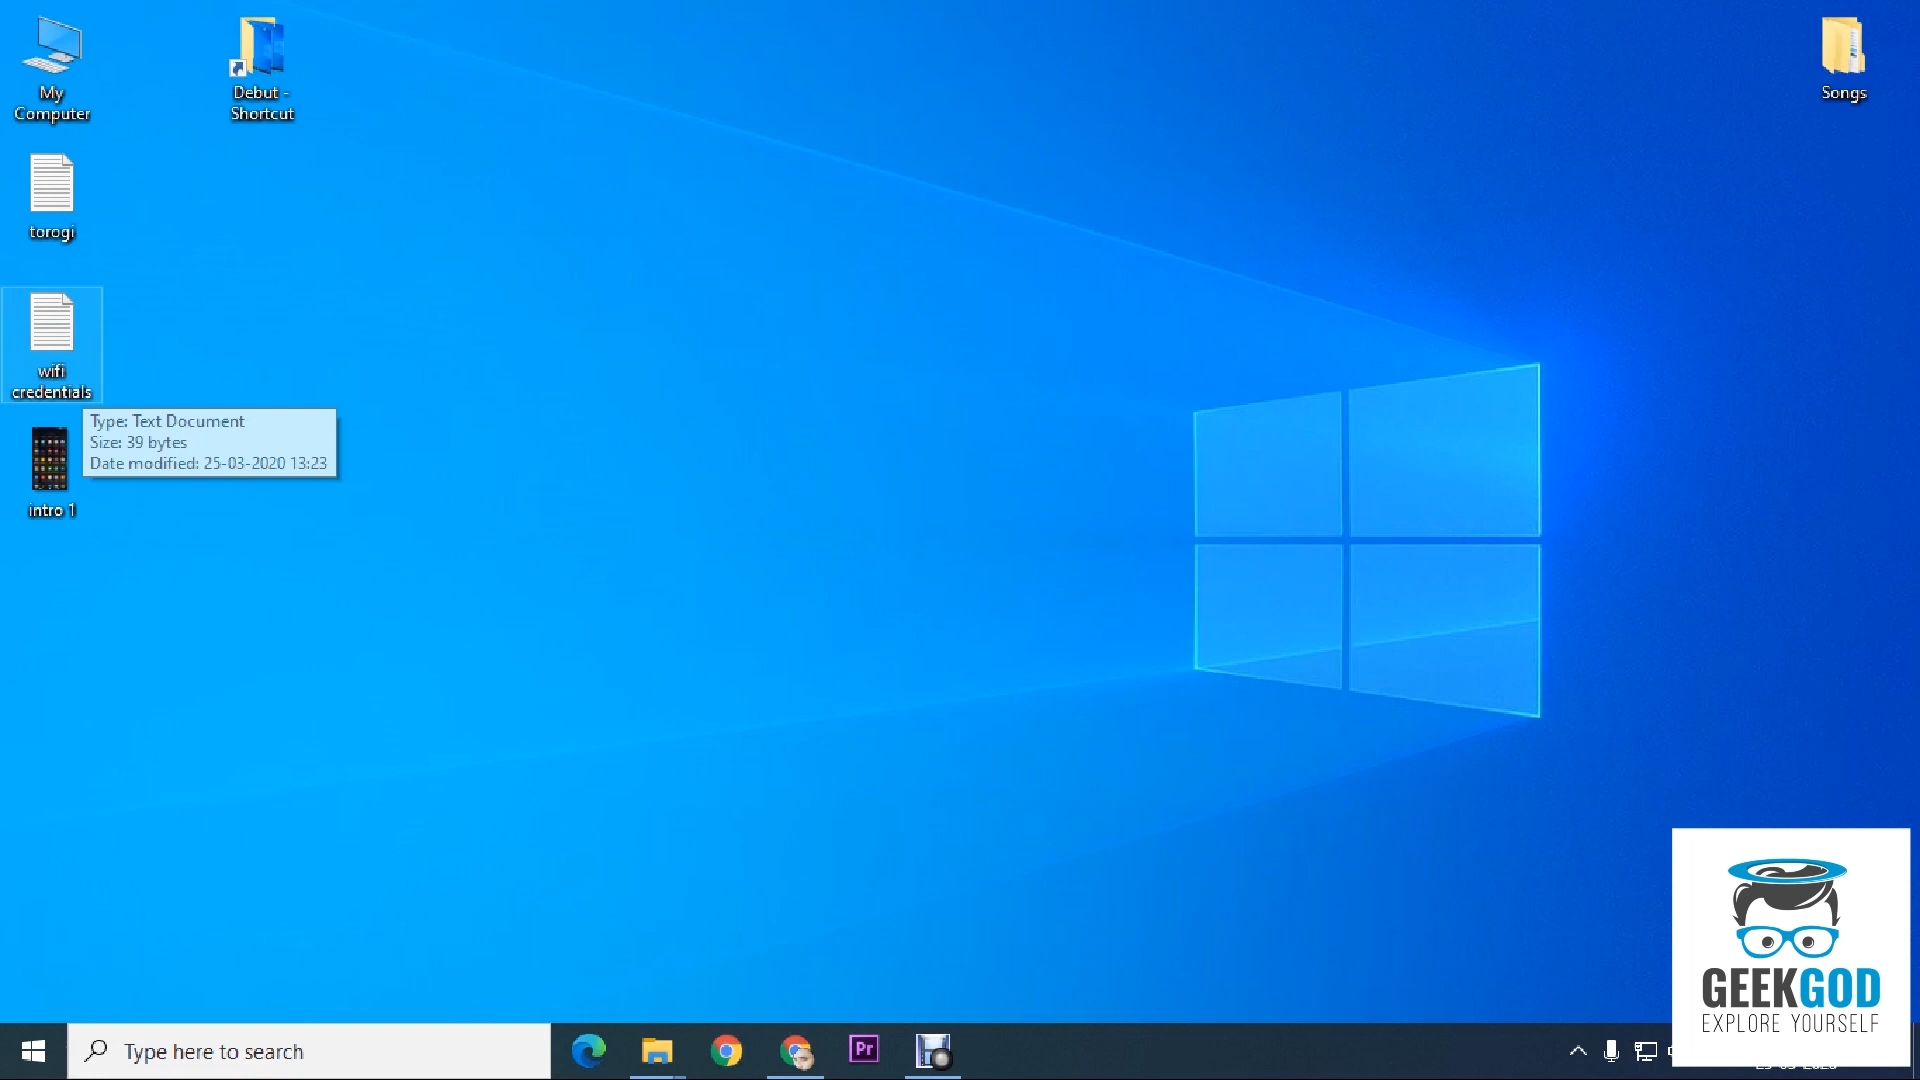 My
Computer
Debut -
Shortcut
Songs
torogi
wifi
credentials
Type: Text Document
Size: 39 bytes
Date modified: 25-03-2020 13:23
intro 1
GEEKGOD
EXPLORE YOURSELF
Type here to search
Pr